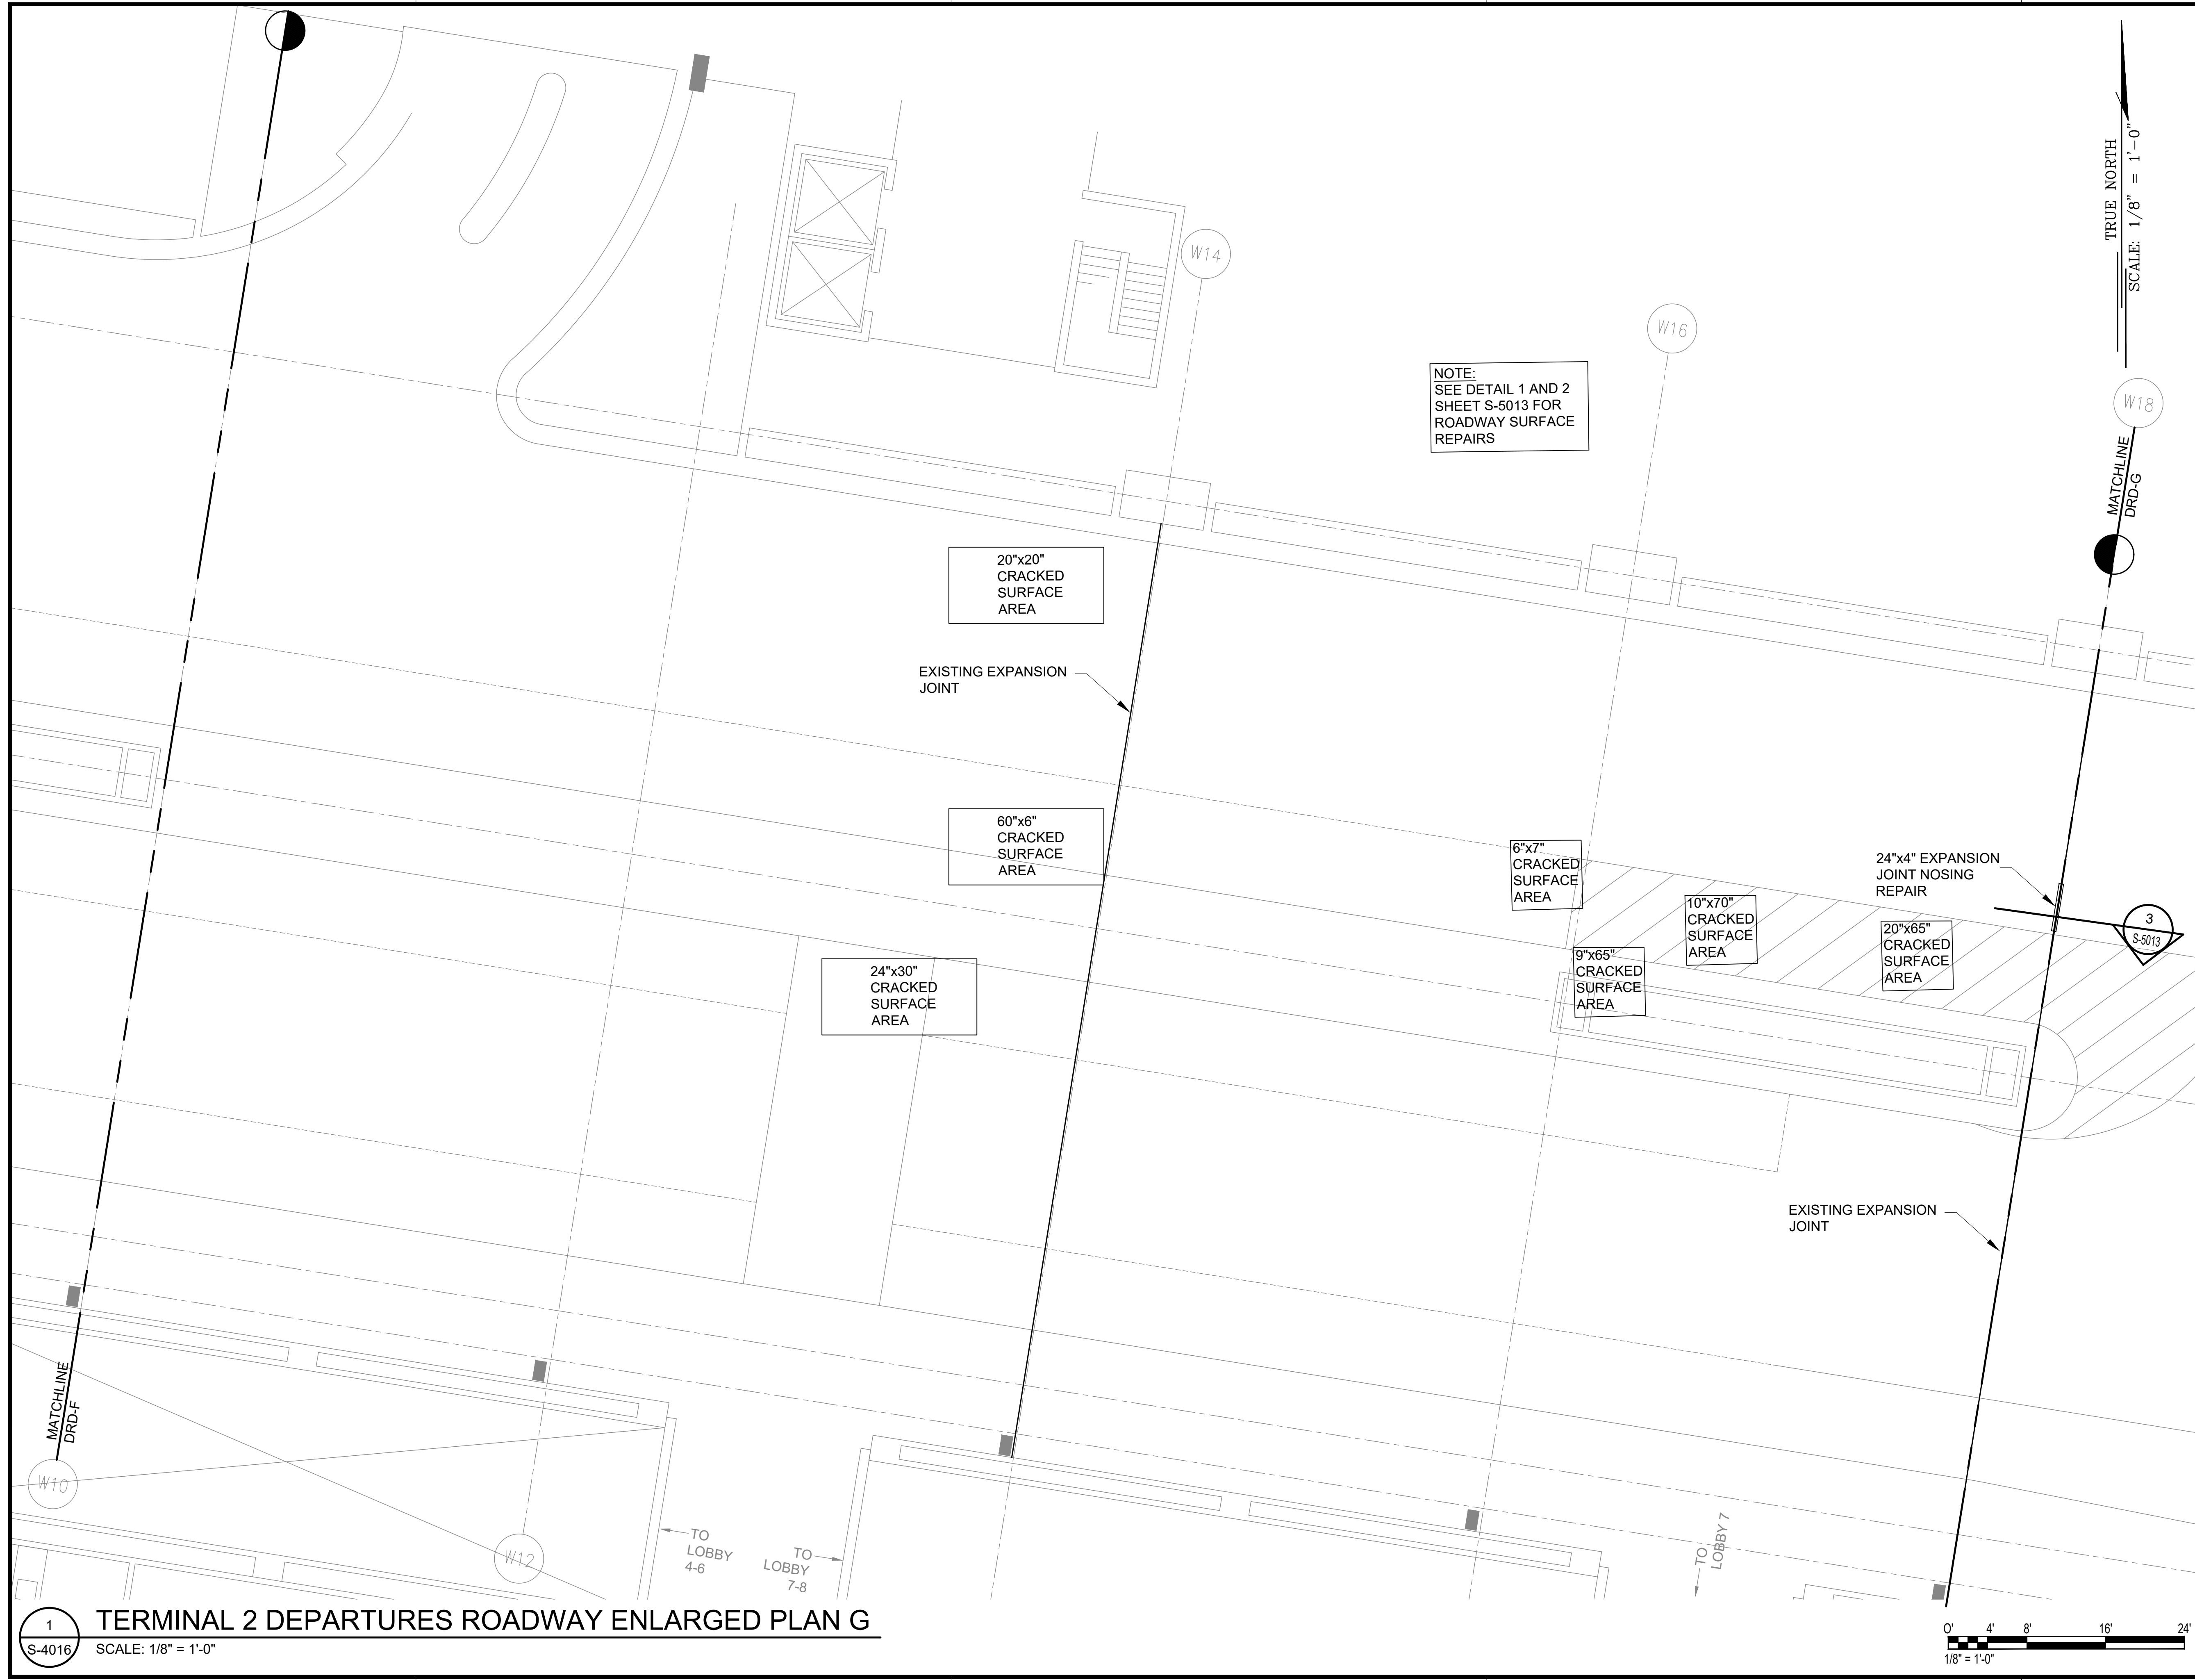 TRUE NORTH
SCALE: 1/8" = 1'-0"
W14
W16
W18
NOTE:
SEE DETAIL 1 AND 2
SHEET S-5013 FOR
ROADWAY SURFACE
REPAIRS
MATCHLINE
DRD-G
20"x20"
CRACKED
SURFACE
AREA
EXISTING EXPANSION
JOINT
60"x6"
CRACKED
SURFACE
AREA
6"x7"
CRACKED
SURFACE
AREA
24"x4" EXPANSION
JOINT NOSING
REPAIR
10"x70"
CRACKED
SURFACE
AREA
20"x65"
CRACKED
SURFACE
AREA
3
S-5013
9"x65"
CRACKED
SURFACE
AREA
24"x30"
CRACKED
SURFACE
AREA
EXISTING EXPANSION
JOINT
MATCHLINE
DRD-F
W10
W12
TO
LOBBY
4-6
TO
LOBBY
7-8
TO
LOBBY 7
1
S-4016
TERMINAL 2 DEPARTURES ROADWAY ENLARGED PLAN G
SCALE: 1/8" = 1'-0"
0' 4' 8' 16' 24'
1/8" = 1'-0"